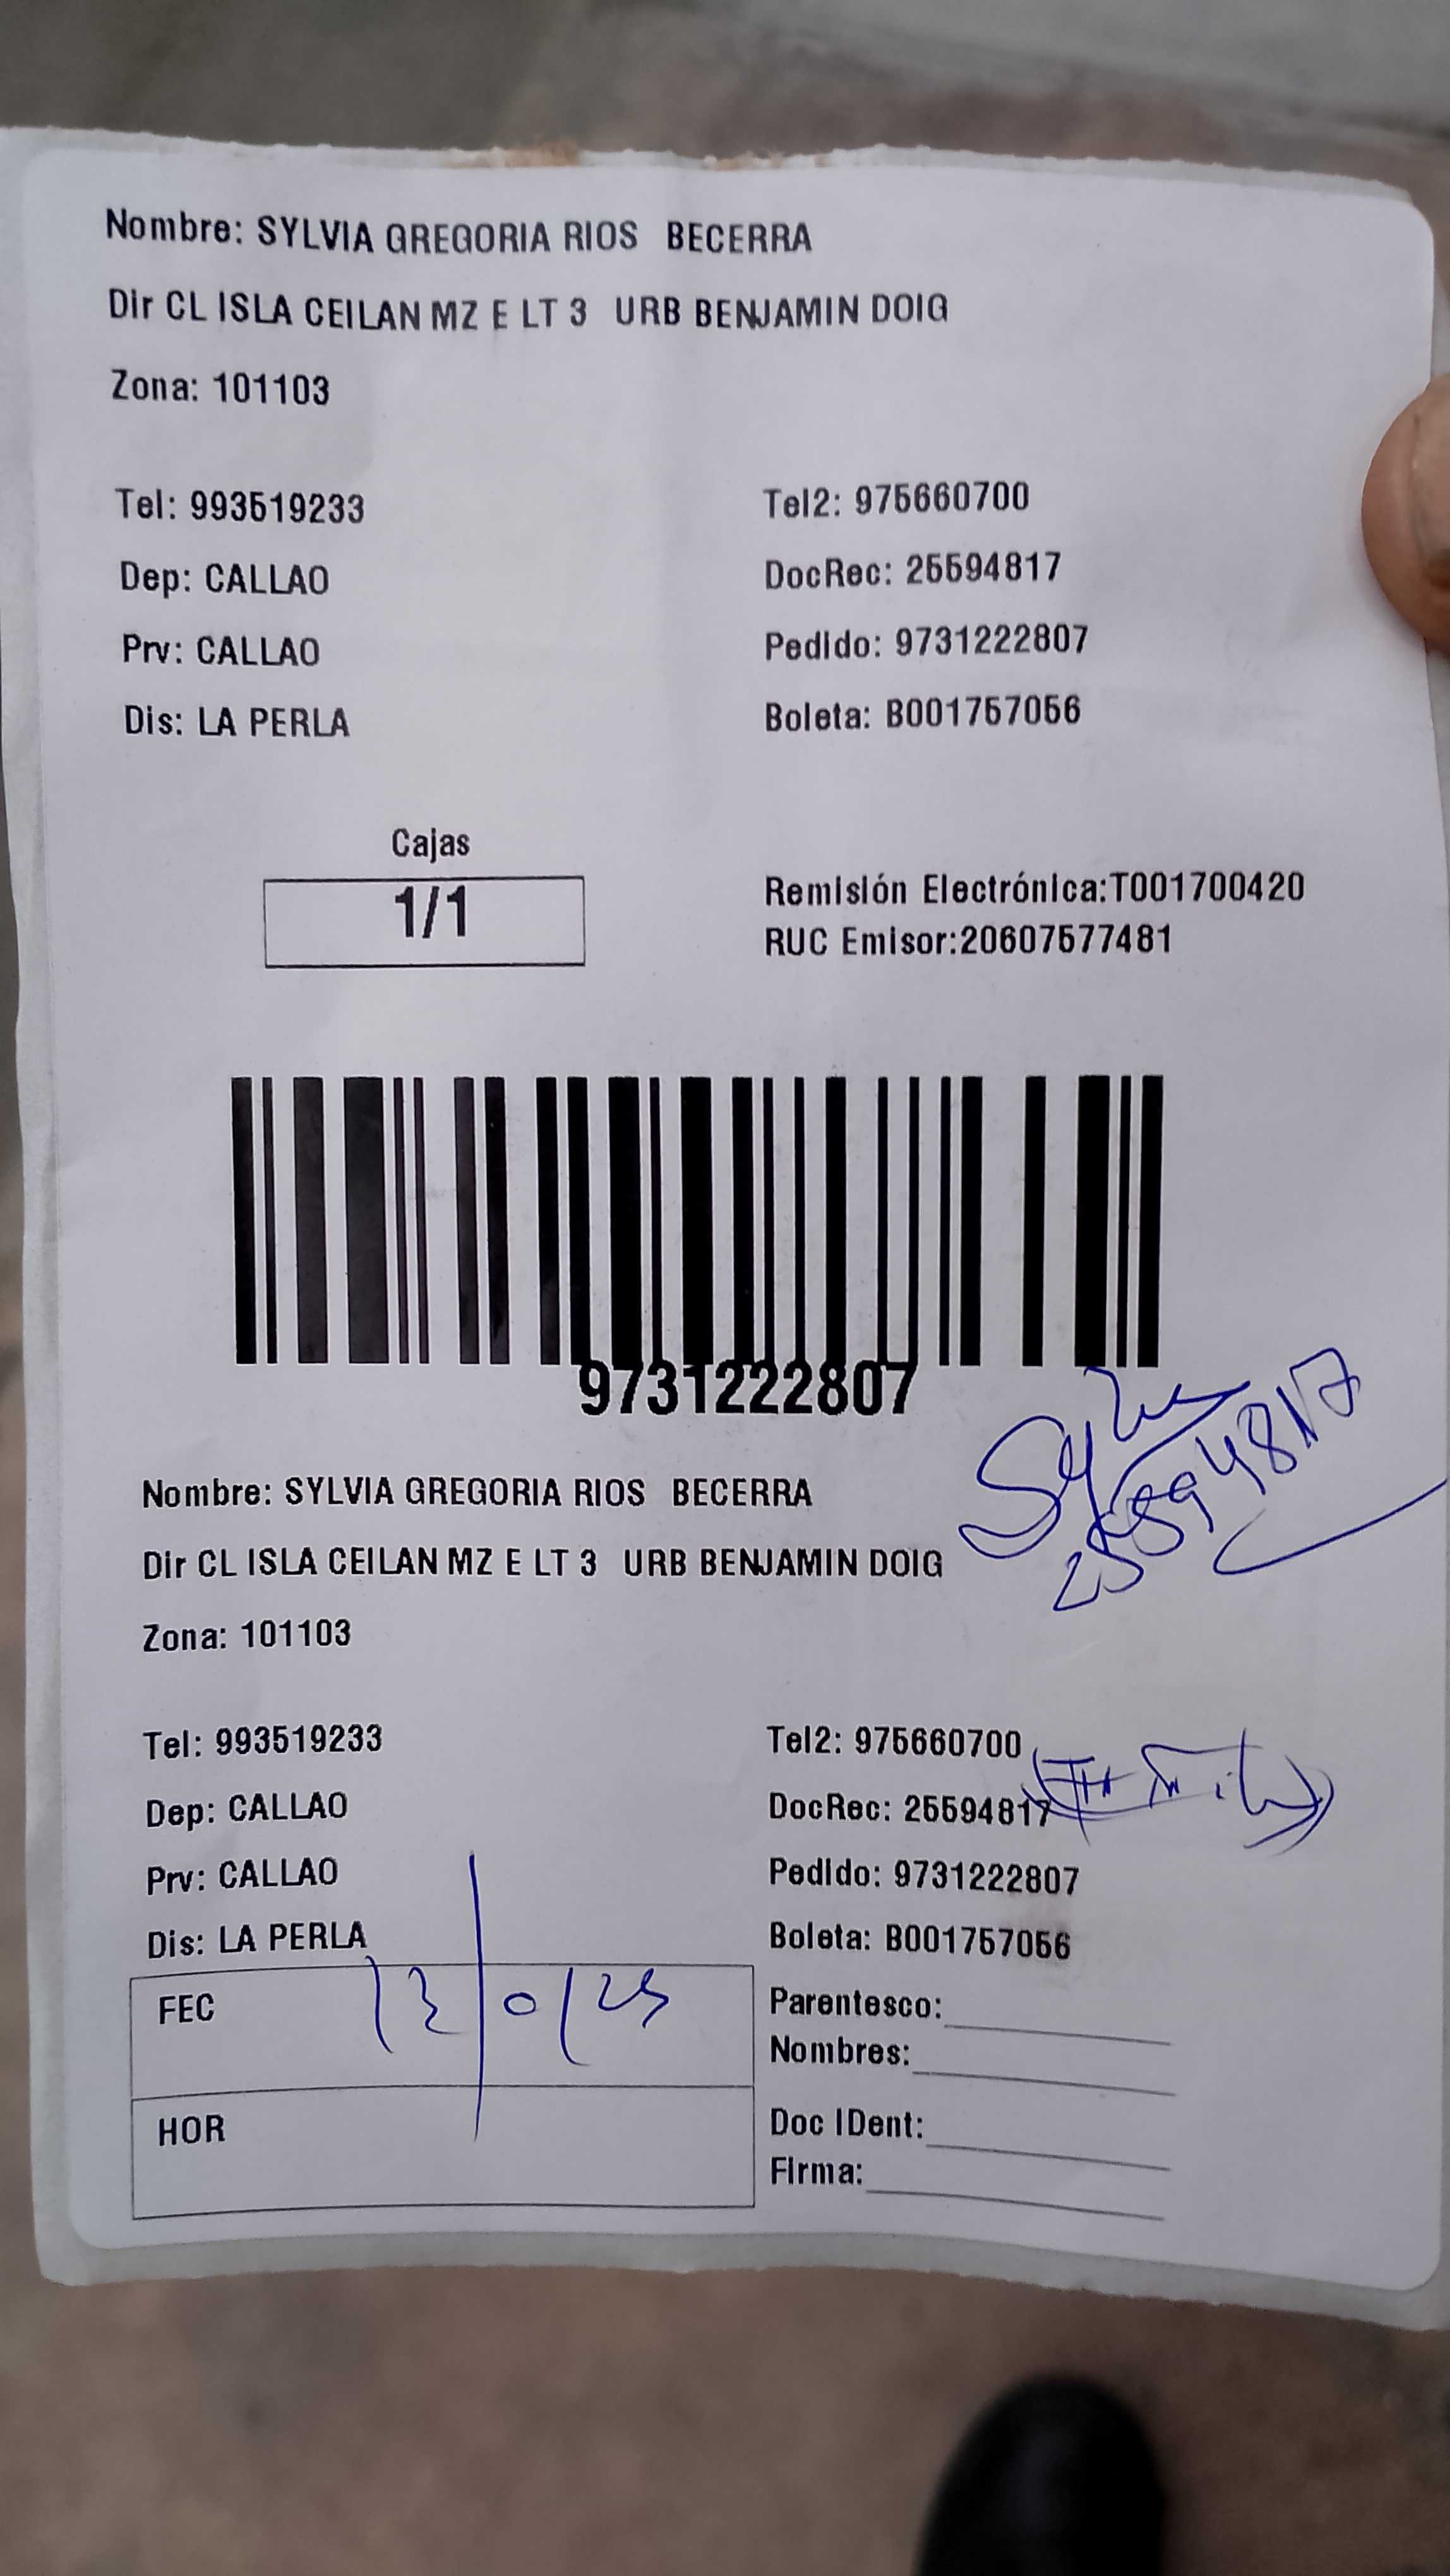 Nombre: SYLVIA GREGORIA RIOS BECERRA
Dir CL ISLA CEILAN MZ E LT 3 URB BENJAMIN DOIG
Zona: 101103
Tel: 993519233
Tel2: 975660700
Dep: CALLAO
DocRec: 25594817
Prv: CALLAO
Pedido: 9731222807
Dis: LA PERLA
Boleta: B001757056
Cajas
1/1
Remisión Electrónica:T001700420
RUC Emisor:20607577481
9731222807
25594817
Nombre: SYLVIA GREGORIA RIOS BECERRA
Dir CL ISLA CEILAN MZ E LT 3 URB BENJAMIN DOIG
Zona: 101103
Tel: 993519233
Tel2: 975660700
Dep: CALLAO
DocRec: 25594817
Prv: CALLAO
Pedido: 9731222807
Dis: LA PERLA
Boleta: B001757056
FEC
HOR
Parentesco:
Nombres:
Doc IDent:
Firma: